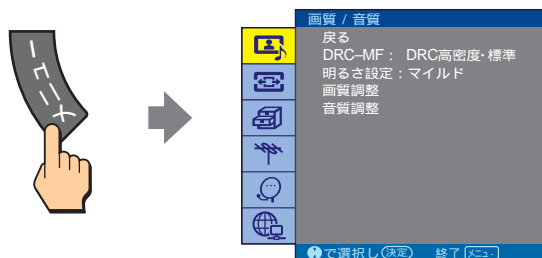 メニュー
画質 / 音質
戻る
DRC–MF： DRC高密度･標準
明るさ設定：マイルド
画質調整
音質調整
で選択し 決定 終了 メニュー